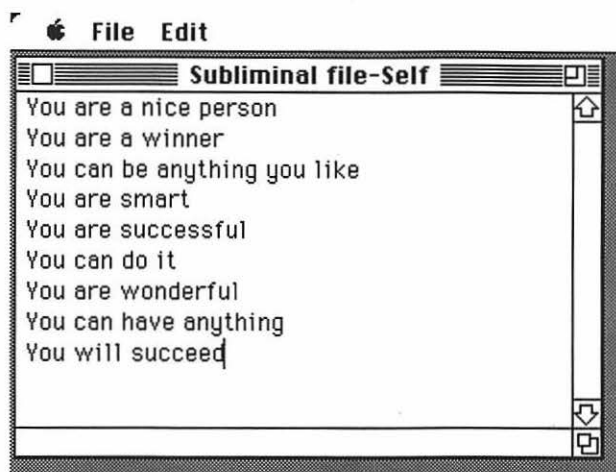 File Edit
Subliminal file-Self
You are a nice person
You are a winner
You can be anything you like
You are smart
You are successful
You can do it
You are wonderful
You can have anything
You will succeed